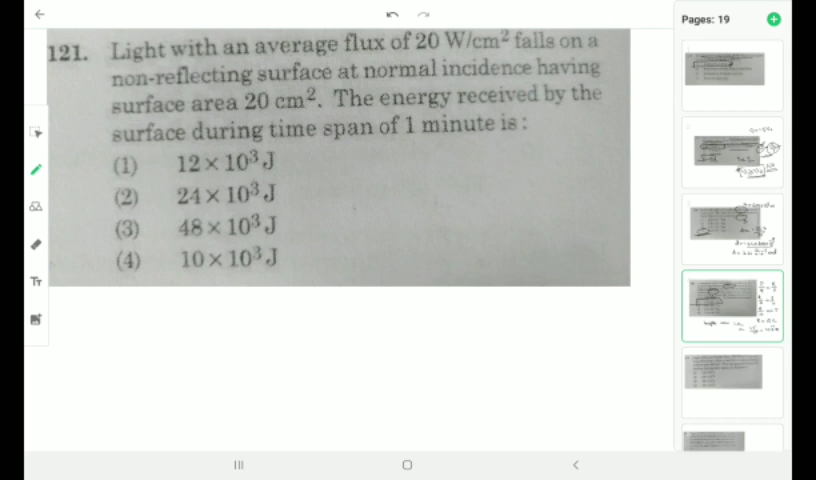 Pages: 19
121. Light with an average flux of 20 W/cm² falls on a
non-reflecting surface at normal incidence having
surface area 20 cm². The energy received by the
surface during time span of 1 minute is :
(1) 12 × 10³ J
(2) 24 × 10³ J
(3) 48 × 10³ J
(4) 10 × 10³ J
Tт